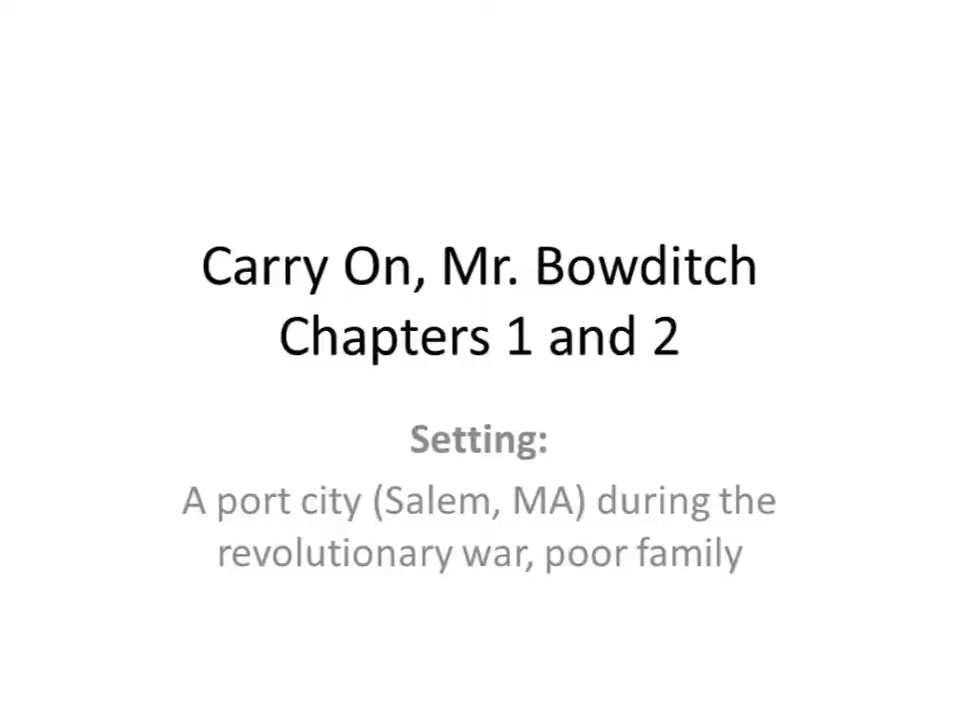 Carry On, Mr. Bowditch
Chapters 1 and 2
Setting:
A port city (Salem, MA) during the
revolutionary war, poor family